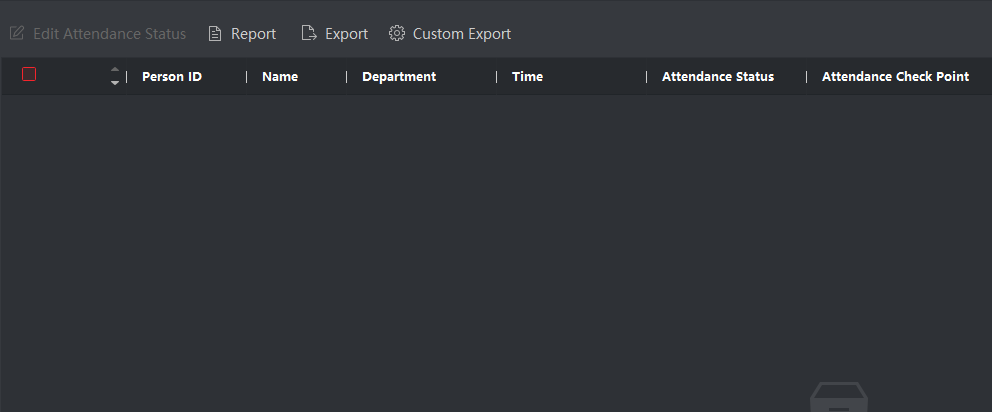 Edit Attendance Status Report Export Custom Export
Person ID Name Department Time Attendance Status Attendance Check Point